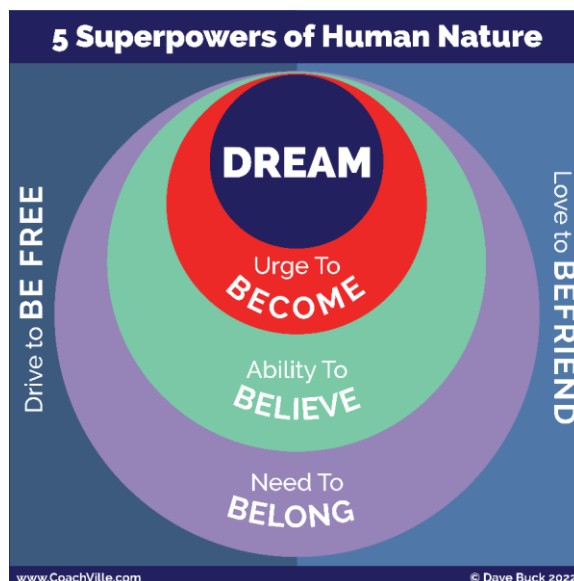 5 Superpowers of Human Nature
DREAM
Urge To
BECOME
Ability To
BELIEVE
Need To
BELONG
Drive to BE FREE
Love to BEFRIEND
www.CoachVille.com
© Dave Buck 202